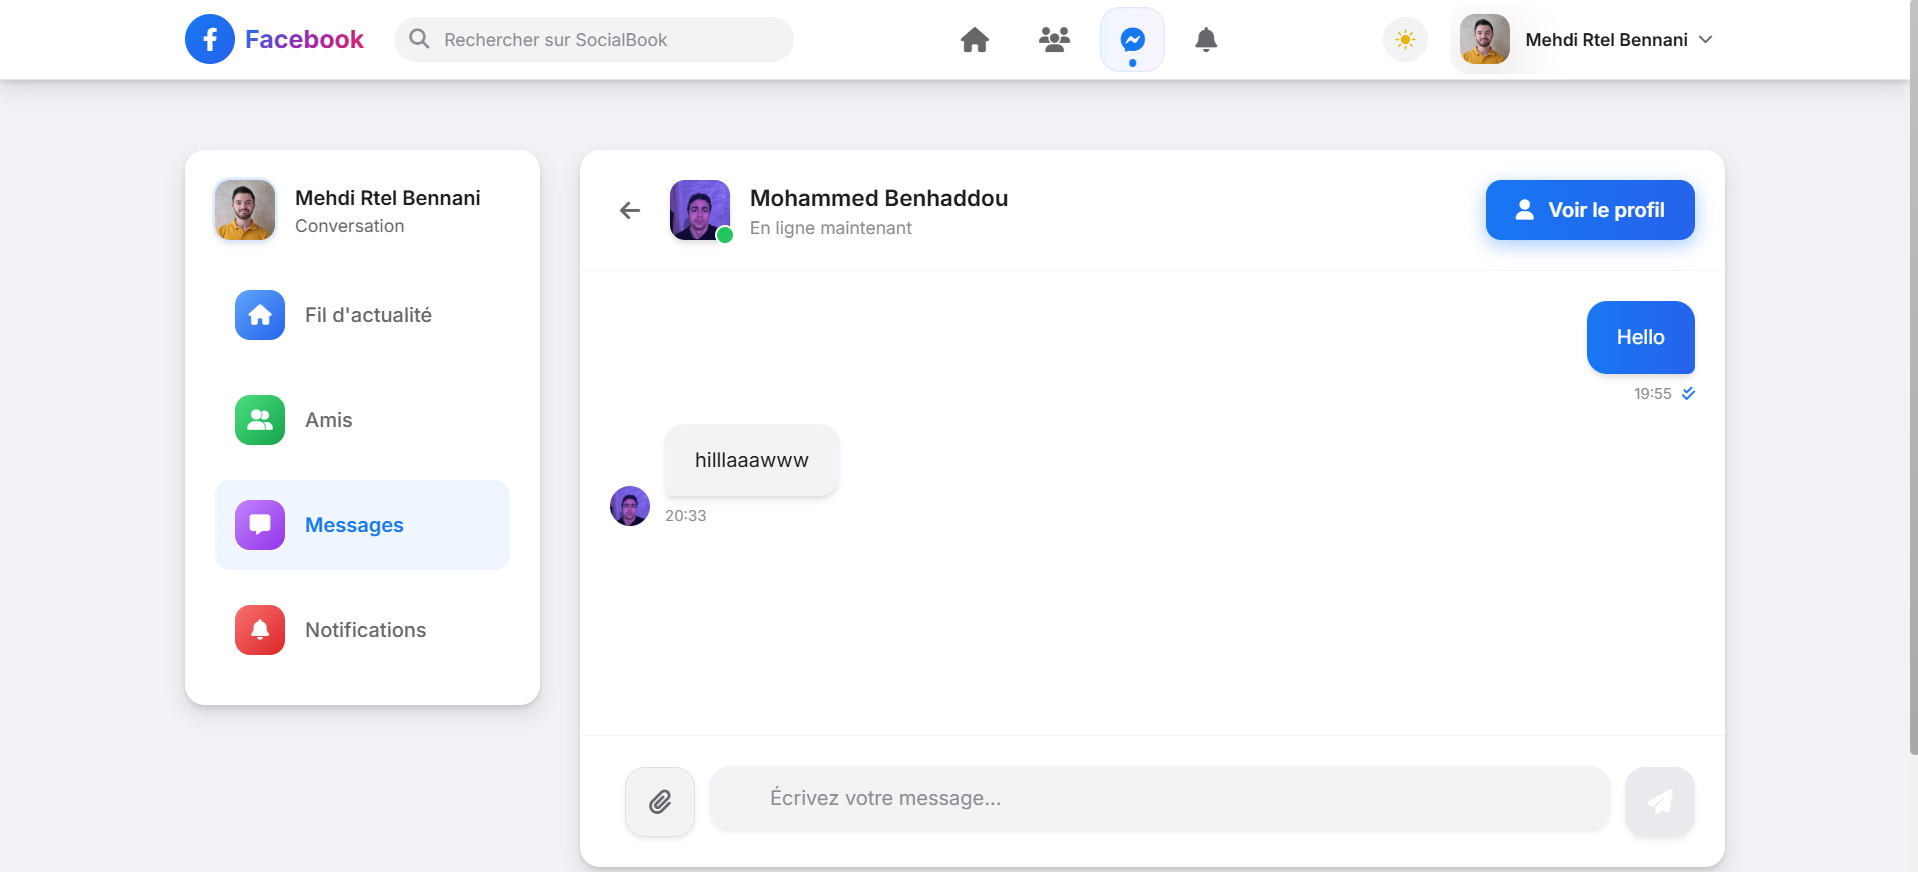 Facebook
Rechercher sur SocialBook
Mehdi Rtel Bennani
Mehdi Rtel Bennani
Conversation
Fil d'actualité
Amis
Messages
Notifications
Mohammed Benhaddou
En ligne maintenant
Voir le profil
Hello
19:55
hilllaaawww
20:33
Écrivez votre message...